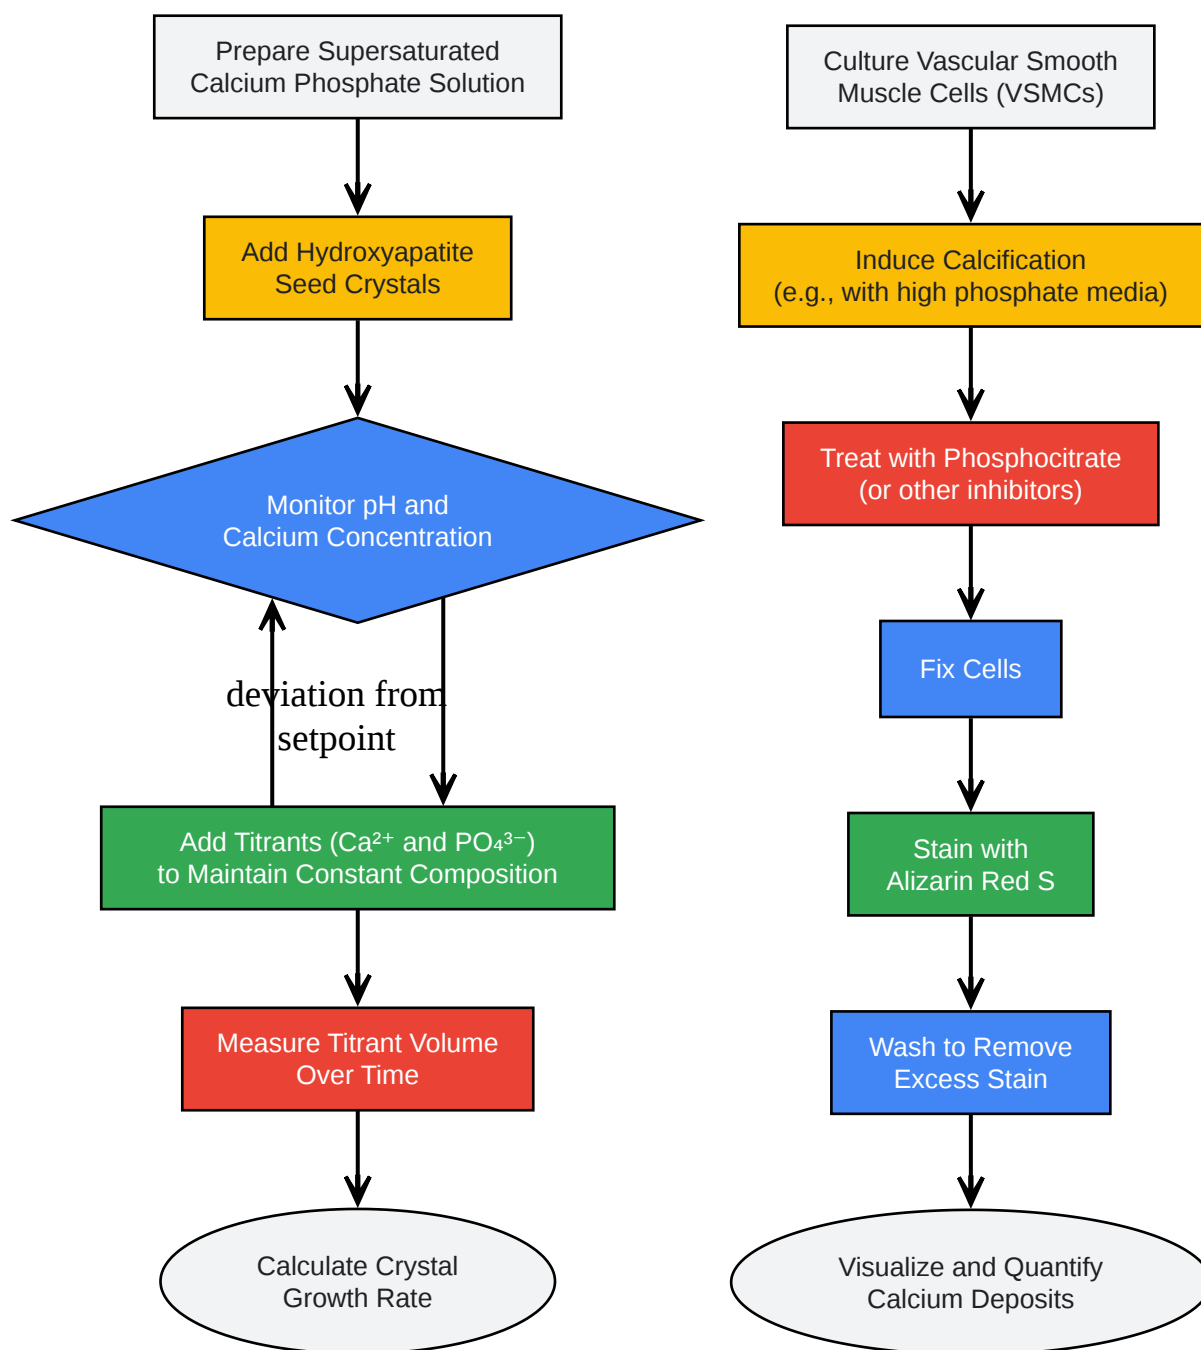 Prepare Supersaturated
Calcium Phosphate Solution
Add Hydroxyapatite
Seed Crystals
Monitor pH and
Calcium Concentration
deviation from
setpoint
Add Titrants (Ca²⁺ and PO₄³⁻)
to Maintain Constant Composition
Measure Titrant Volume
Over Time
Calculate Crystal
Growth Rate
Culture Vascular Smooth
Muscle Cells (VSMCs)
Induce Calcification
(e.g., with high phosphate media)
Treat with Phosphocitrate
(or other inhibitors)
Fix Cells
Stain with
Alizarin Red S
Wash to Remove
Excess Stain
Visualize and Quantify
Calcium Deposits